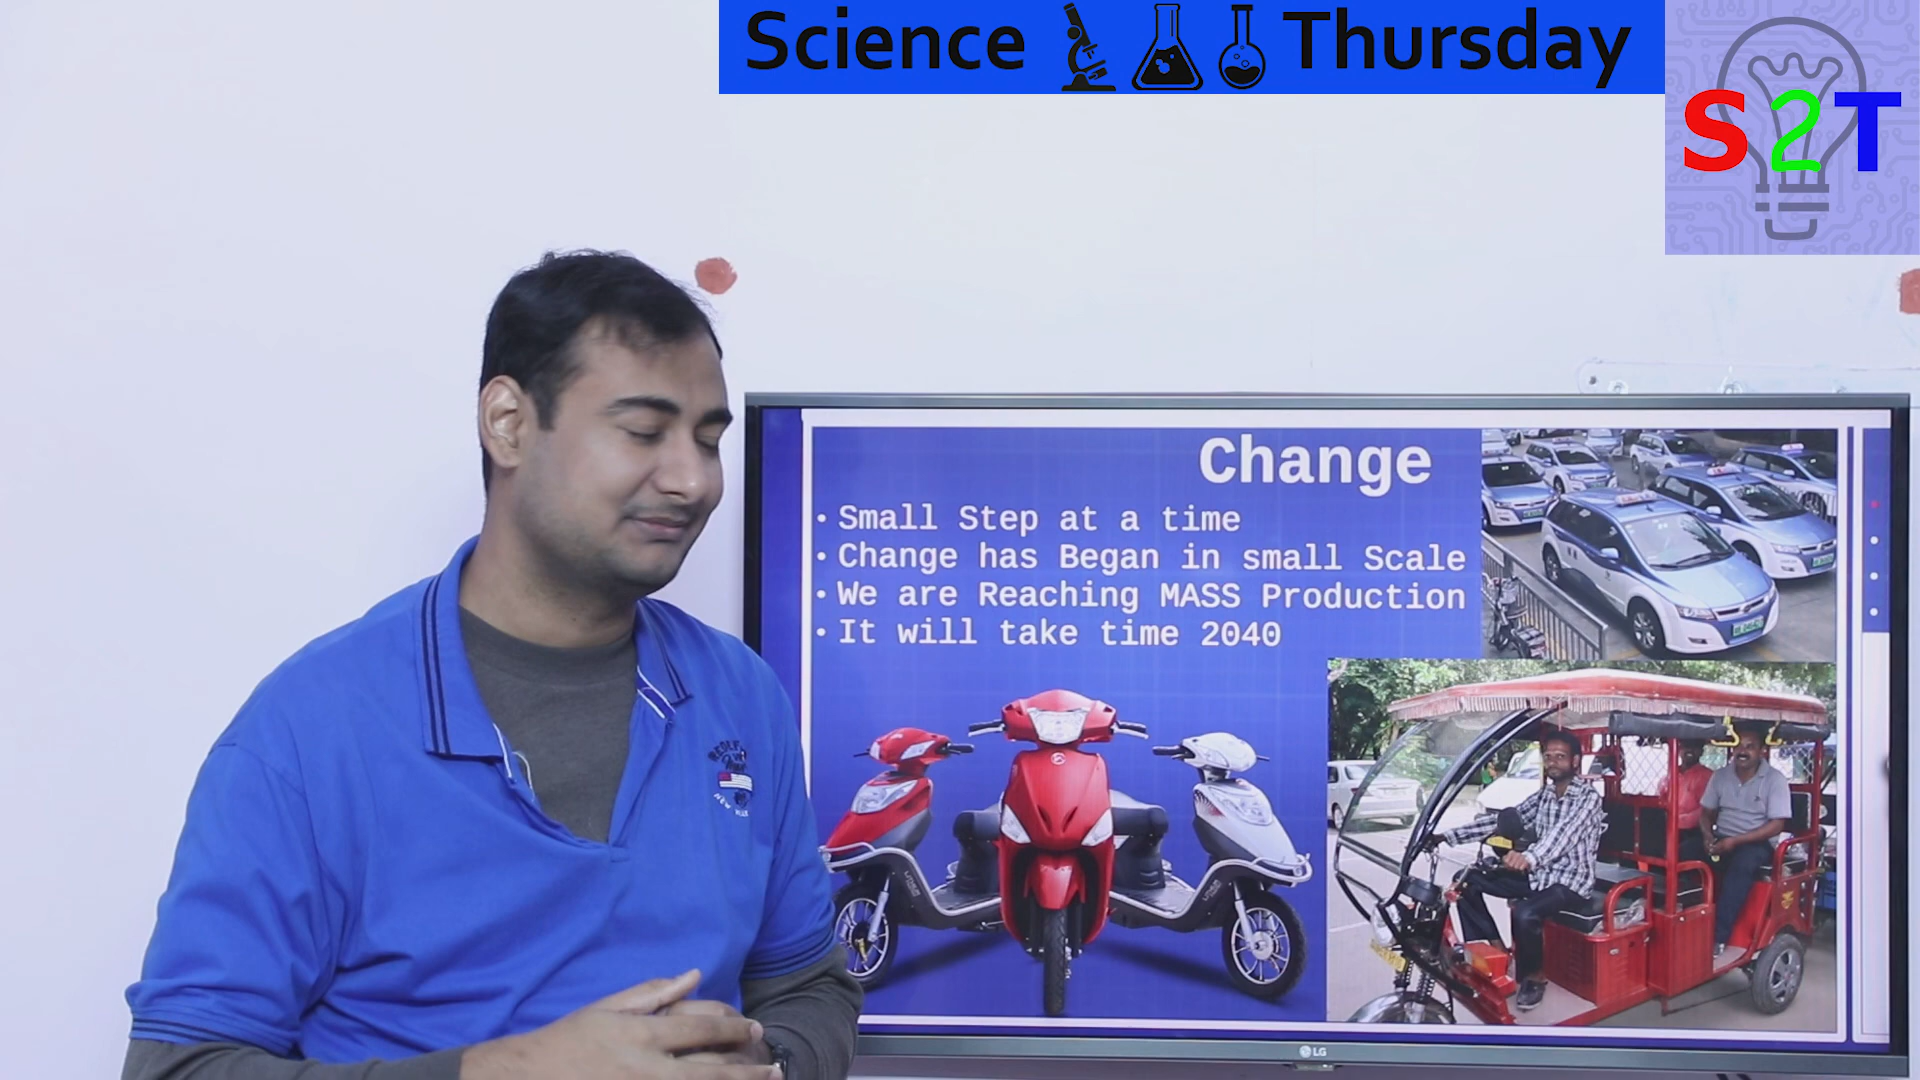 Science Thursday
S2T
Change
• Small Step at a time
• Change has Began in small Scale
• We are Reaching MASS Production
• It will take time 2040
LG